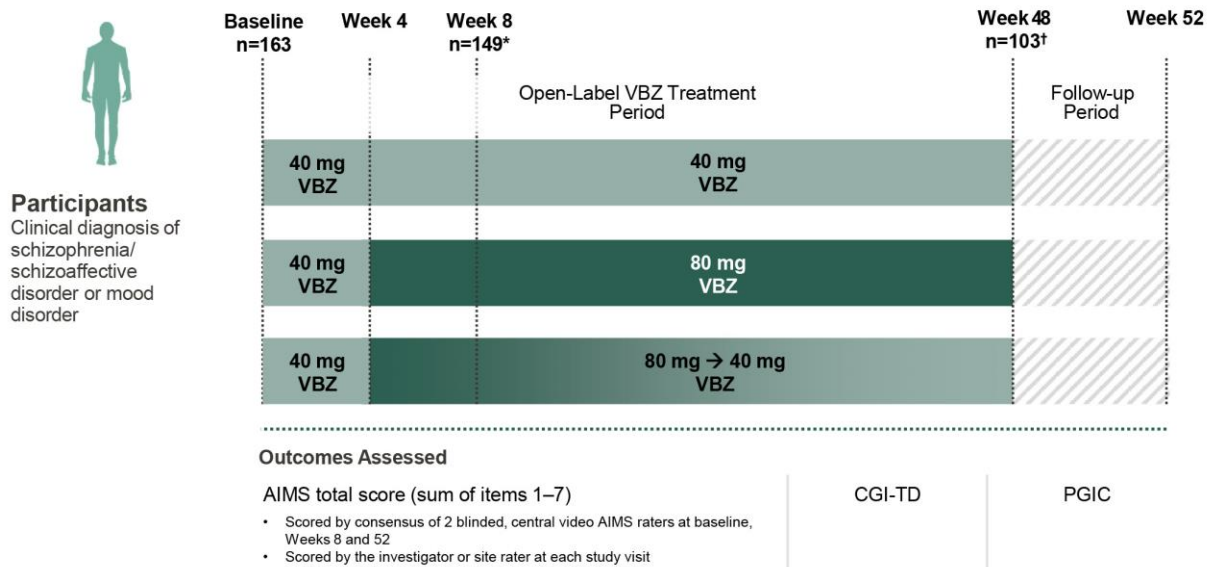 Baseline
n=163
Week 4
Week 8
n=149*
Week 48
n=103†
Week 52
Open-Label VBZ Treatment
Period
Follow-up
Period
40 mg
VBZ
40 mg
VBZ
Participants
Clinical diagnosis of
schizophrenia/
schizoaffective
disorder or mood
disorder
40 mg
VBZ
80 mg
VBZ
40 mg
VBZ
80 mg → 40 mg
VBZ
Outcomes Assessed
AIMS total score (sum of items 1–7)
• Scored by consensus of 2 blinded, central video AIMS raters at baseline,
Weeks 8 and 52
• Scored by the investigator or site rater at each study visit
CGI-TD
PGIC